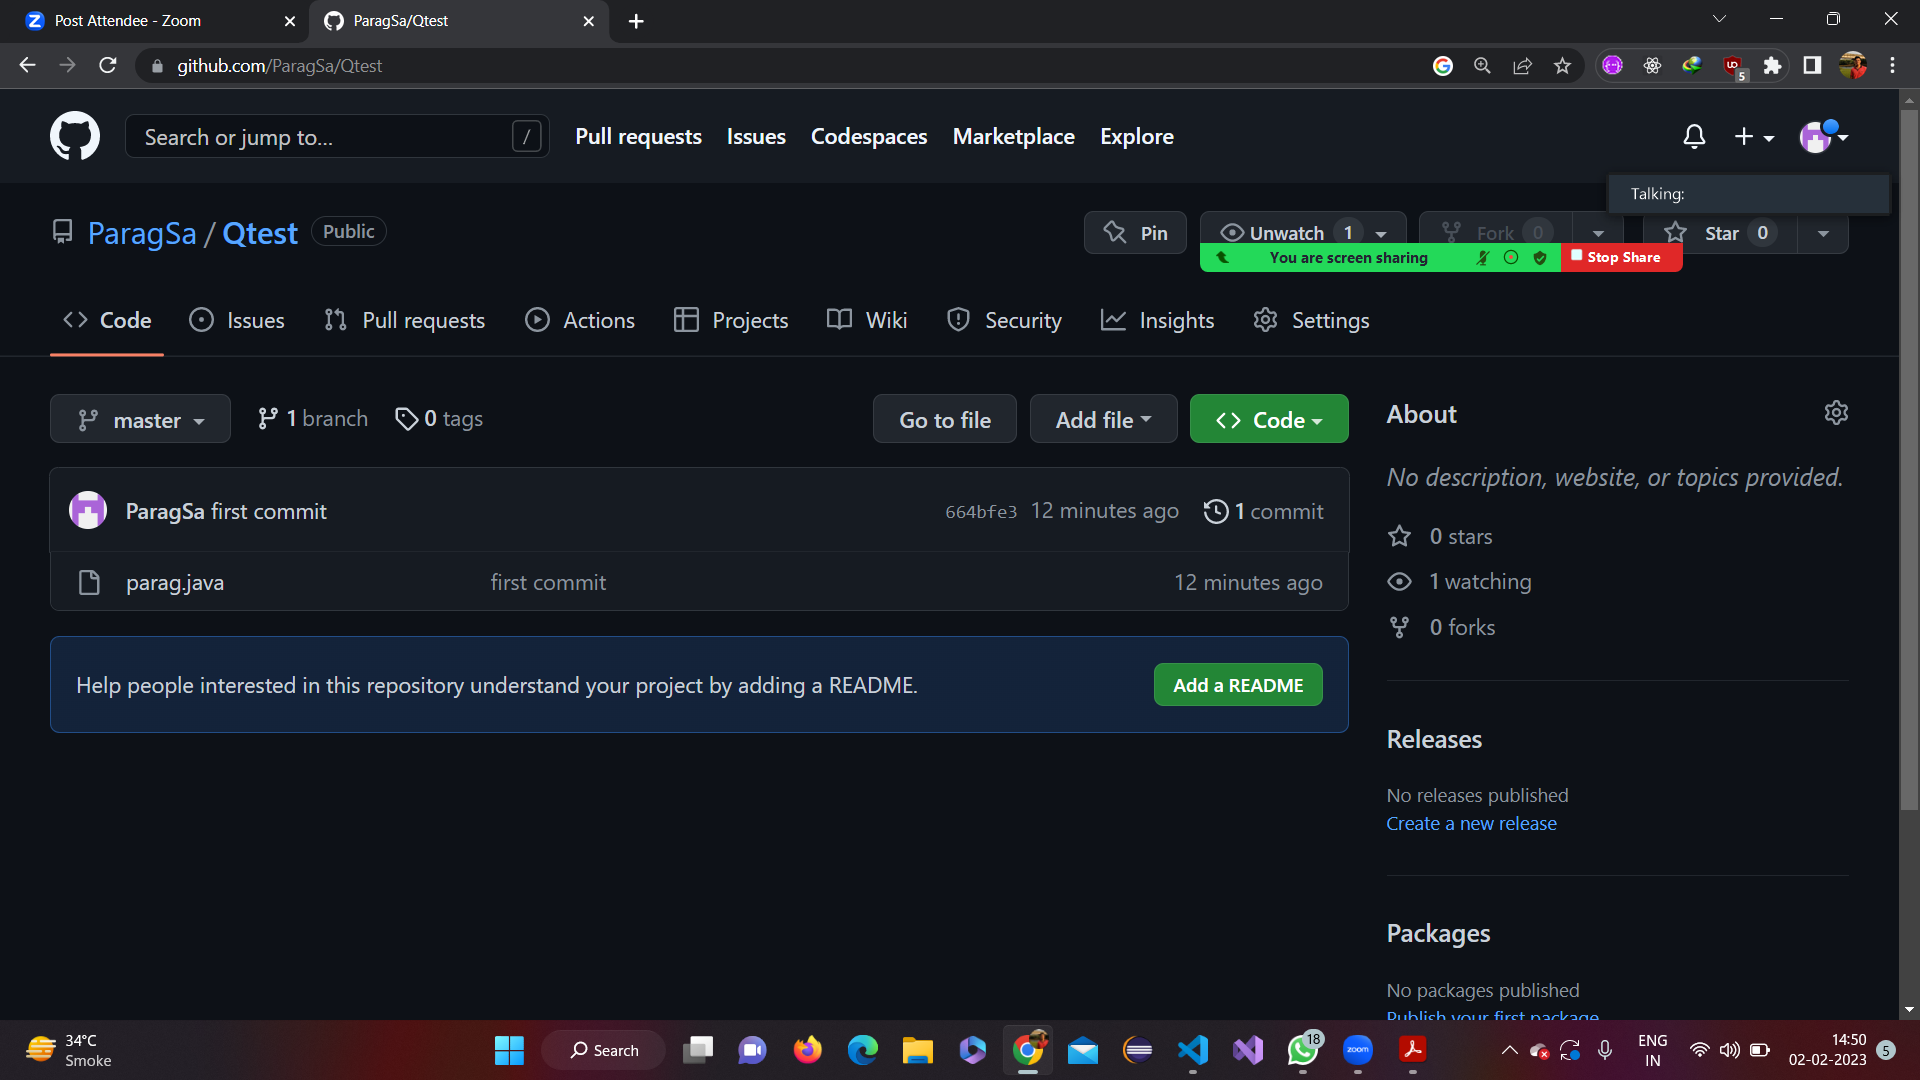 Post Attendee - Zoom
ParagSa/Qtest
github.com/ParagSa/Qtest
5
Search or jump to... /
Pull requests Issues Codespaces Marketplace Explore
Talking:
ParagSa / Qtest Public
Pin Unwatch 1 Fork 0 Star 0
You are screen sharing Stop Share
Code Issues Pull requests Actions Projects Wiki Security Insights Settings
master 1 branch 0 tags Go to file Add file Code
ParagSa first commit 664bfe3 12 minutes ago 1 commit
parag.java first commit 12 minutes ago
Help people interested in this repository understand your project by adding a README. Add a README
About
No description, website, or topics provided.
0 stars
1 watching
0 forks
Releases
No releases published
Create a new release
Packages
No packages published
Publish your first package
34°C
Smoke
Search
18
zoom
ENG
IN
14:50
02-02-2023
5